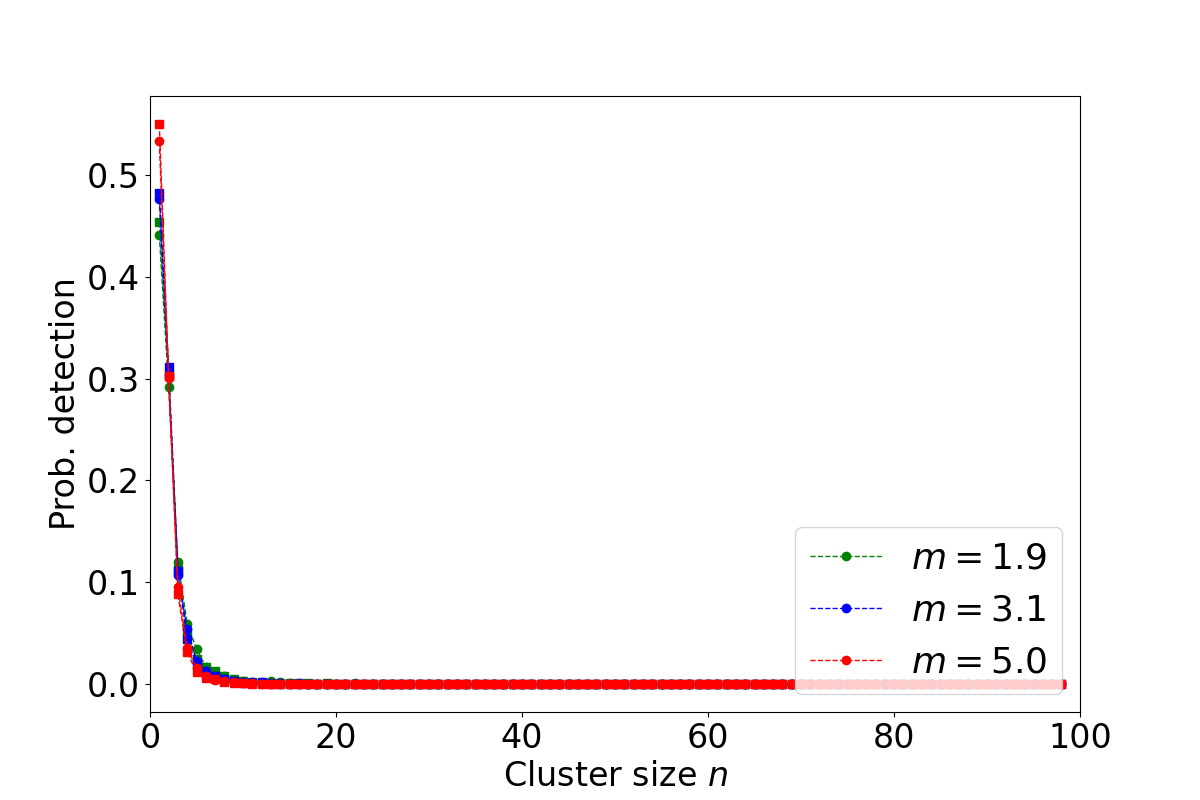 Prob. detection
0.5
0.4
0.3
0.2
0.1
0.0
0 20 40 60 80 100
Cluster size n
m = 1.9
m = 3.1
m = 5.0